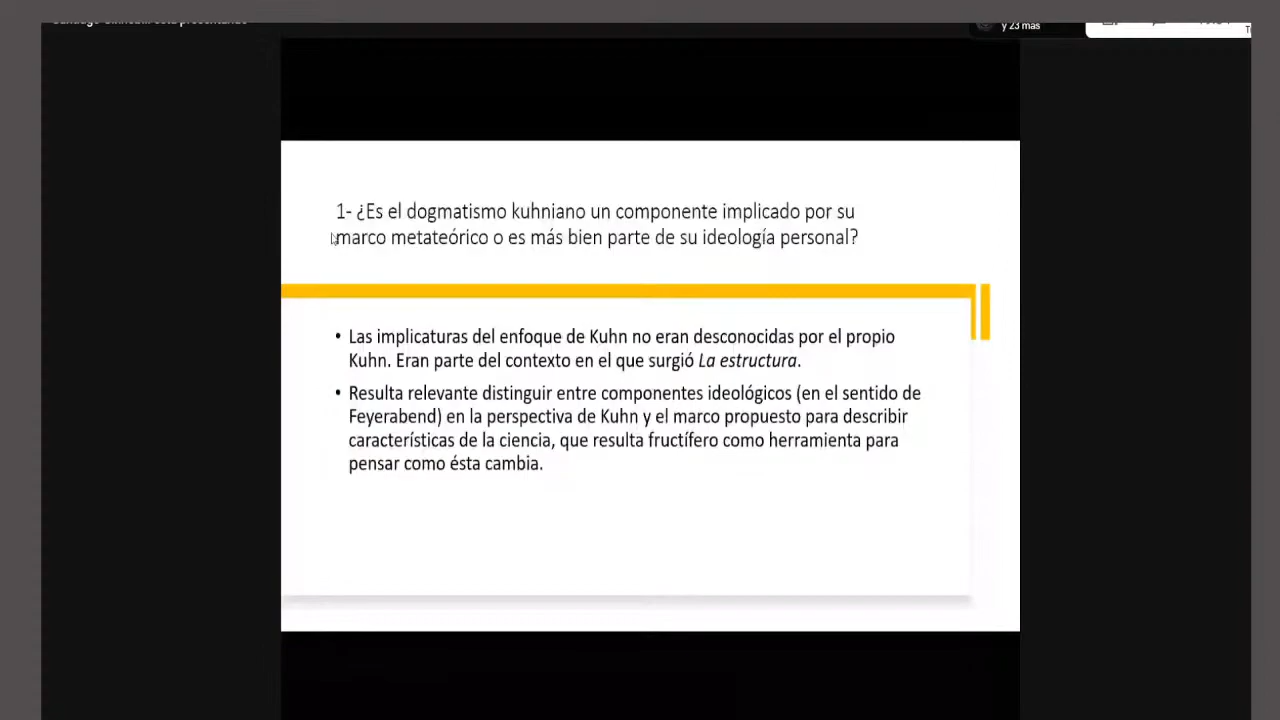 y 23 más
1- ¿Es el dogmatismo kuhniano un componente implicado por su
marco metateórico o es más bien parte de su ideología personal?
• Las implicaturas del enfoque de Kuhn no eran desconocidas por el propio
Kuhn. Eran parte del contexto en el que surgió La estructura.
• Resulta relevante distinguir entre componentes ideológicos (en el sentido de
Feyerabend) en la perspectiva de Kuhn y el marco propuesto para describir
características de la ciencia, que resulta fructífero como herramienta para
pensar como ésta cambia.